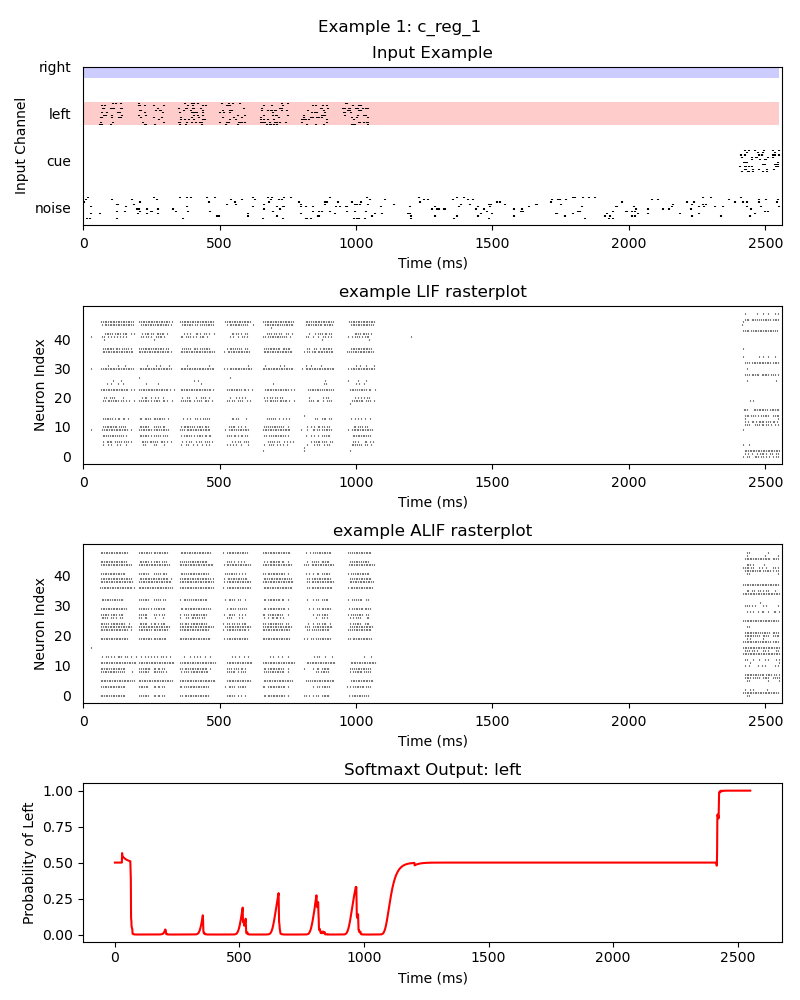 Example 1: c_reg_1
Input Example
Input Channel
right
left
cue
noise
0 500 1000 1500 2000 2500
Time (ms)
example LIF rasterplot
Neuron Index
40
30
20
10
0
0 500 1000 1500 2000 2500
Time (ms)
example ALIF rasterplot
Neuron Index
40
30
20
10
0
0 500 1000 1500 2000 2500
Time (ms)
Softmaxt Output: left
Probability of Left
1.00
0.75
0.50
0.25
0.00
0 500 1000 1500 2000 2500
Time (ms)